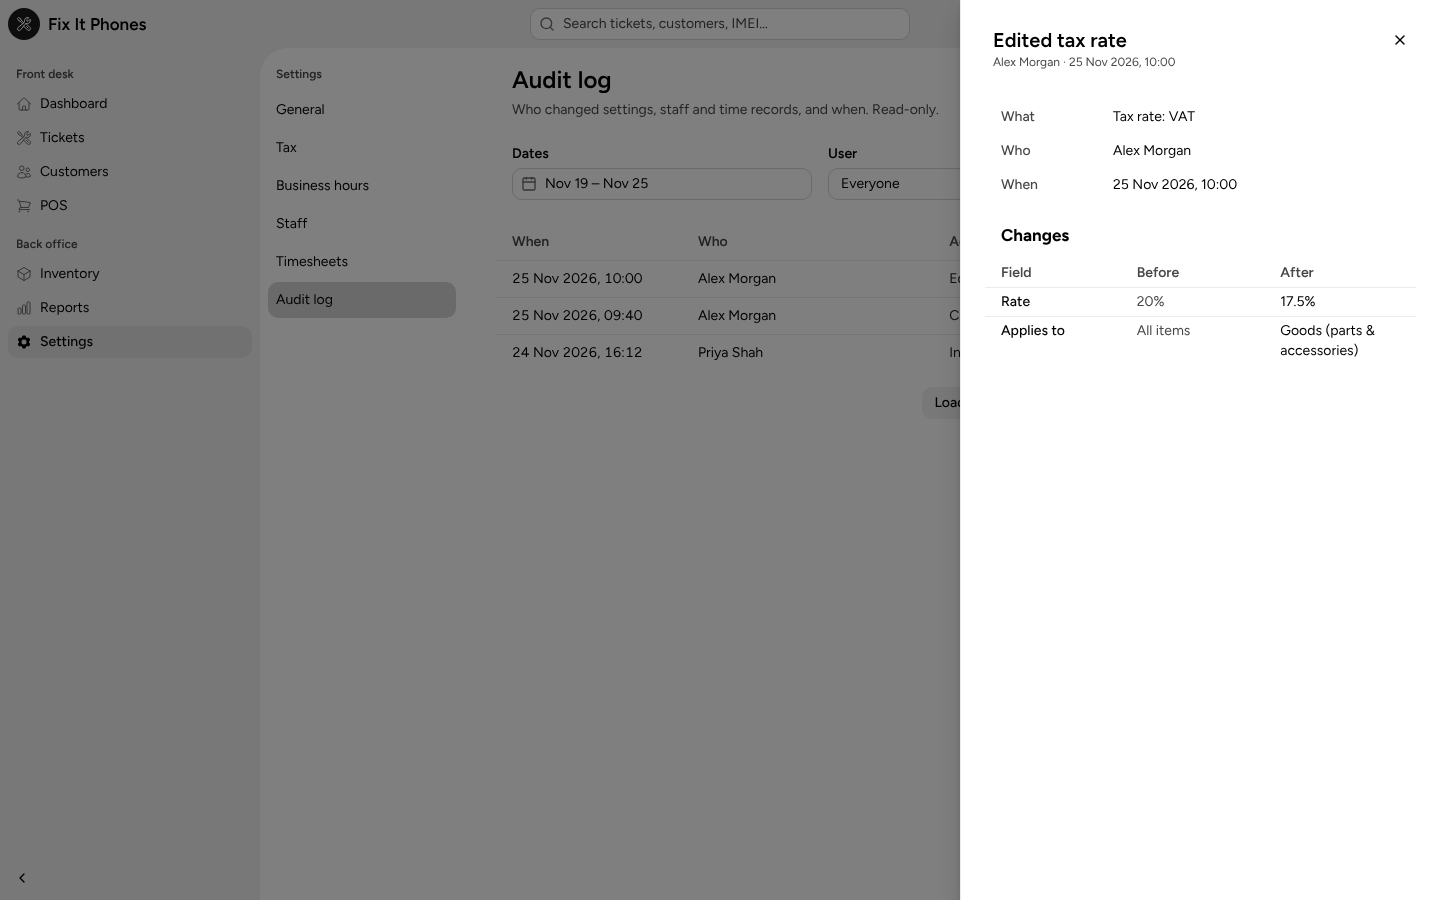 Fix It Phones
Search tickets, customers, IMEI...
Front desk
Dashboard
Tickets
Customers
POS
Back office
Inventory
Reports
Settings
Settings
General
Tax
Business hours
Staff
Timesheets
Audit log
Audit log
Who changed settings, staff and time records, and when. Read-only.
Dates
User
Nov 19 – Nov 25
Everyone
When
Who
25 Nov 2026, 10:00
Alex Morgan
25 Nov 2026, 09:40
Alex Morgan
24 Nov 2026, 16:12
Priya Shah
Edited tax rate
Alex Morgan · 25 Nov 2026, 10:00
What
Tax rate: VAT
Who
Alex Morgan
When
25 Nov 2026, 10:00
Changes
Field
Before
After
Rate
20%
17.5%
Applies to
All items
Goods (parts &
accessories)